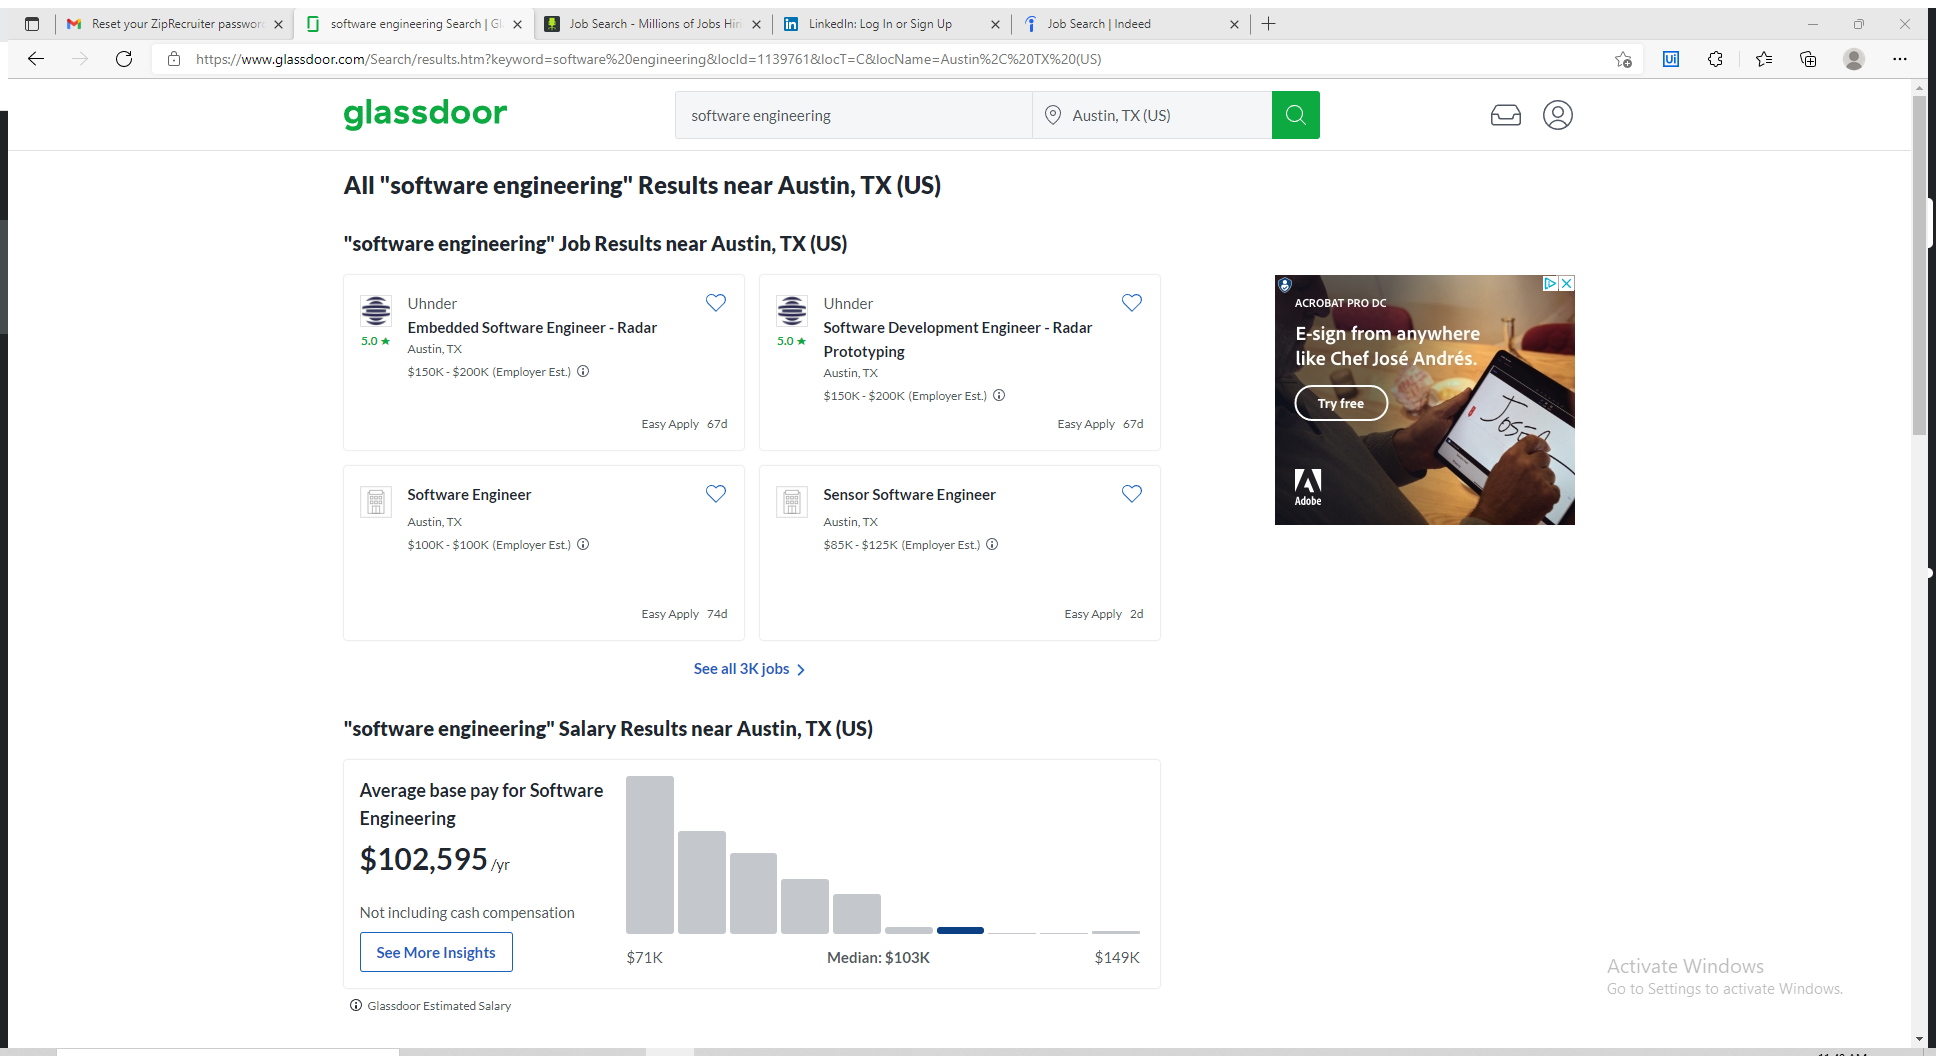 Reset your ZipRecruiter passwor
software engineering Search | Gl
Job Search - Millions of Jobs Hiri
LinkedIn: Log In or Sign Up
Job Search | Indeed
https://www.glassdoor.com/Search/results.htm?keyword=software%20engineering&locId=1139761&locT=C&locName=Austin%2C%20TX%20(US)
Ui
glassdoor
software engineering
Austin, TX (US)
All "software engineering" Results near Austin, TX (US)
"software engineering" Job Results near Austin, TX (US)
Uhnder
Embedded Software Engineer - Radar
5.0 ★
Austin, TX
$150K - $200K (Employer Est.)
Easy Apply 67d
Uhnder
Software Development Engineer - Radar
Prototyping
5.0 ★
Austin, TX
$150K - $200K (Employer Est.)
Easy Apply 67d
Software Engineer
Austin, TX
$100K - $100K (Employer Est.)
Easy Apply 74d
Sensor Software Engineer
Austin, TX
$85K - $125K (Employer Est.)
Easy Apply 2d
See all 3K jobs
ACROBAT PRO DC
E-sign from anywhere
like Chef José Andrés.
Try free
José
Adobe
"software engineering" Salary Results near Austin, TX (US)
Average base pay for Software
Engineering
$102,595 /yr
Not including cash compensation
See More Insights
$71K
Median: $103K
$149K
Glassdoor Estimated Salary
Activate Windows
Go to Settings to activate Windows.